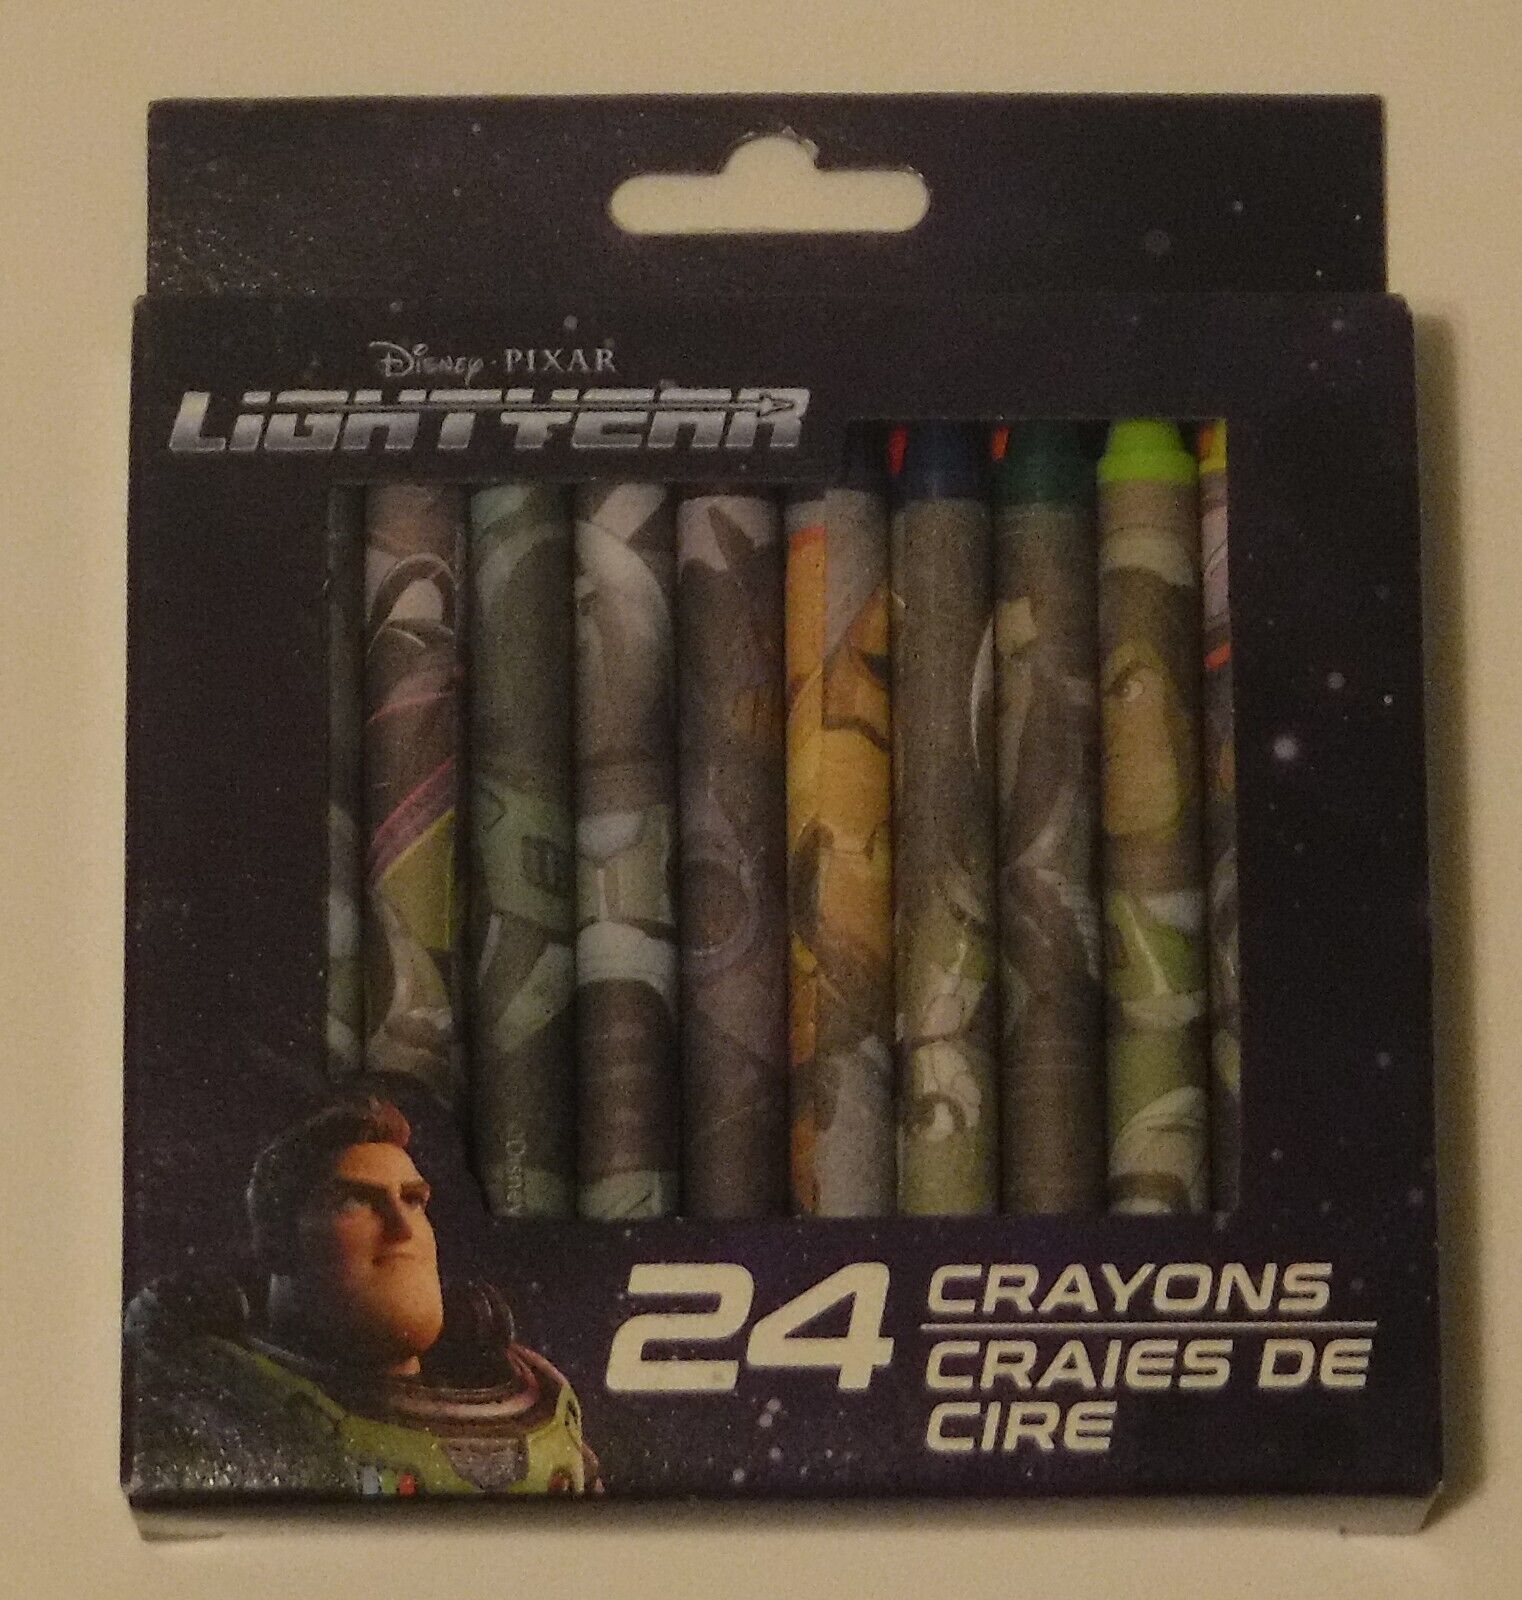 Disney · PIXAR
LiGHTYEAR
24 CRAYONS
CRAIES DE
CIRE